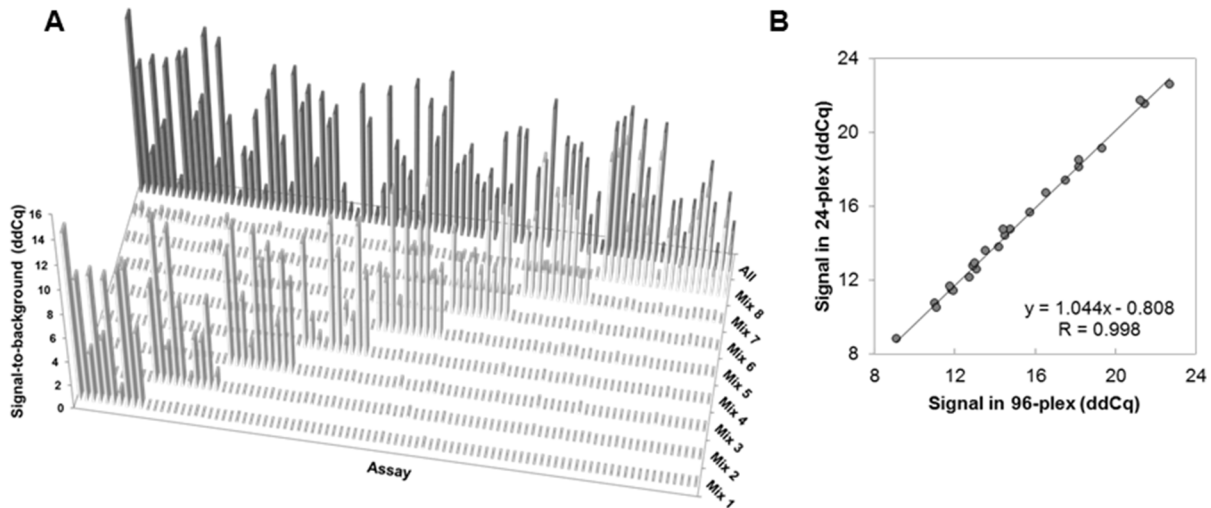 A
Signal-to-background (ddCq)
16
14
12
10
8
6
4
2
0
Assay
All
Mix 8
Mix 7
Mix 6
Mix 5
Mix 4
Mix 3
Mix 2
Mix 1
B
Signal in 24-plex (ddCq)
24
20
16
12
8
y = 1.044x - 0.808
R = 0.998
8 12 16 20 24
Signal in 96-plex (ddCq)